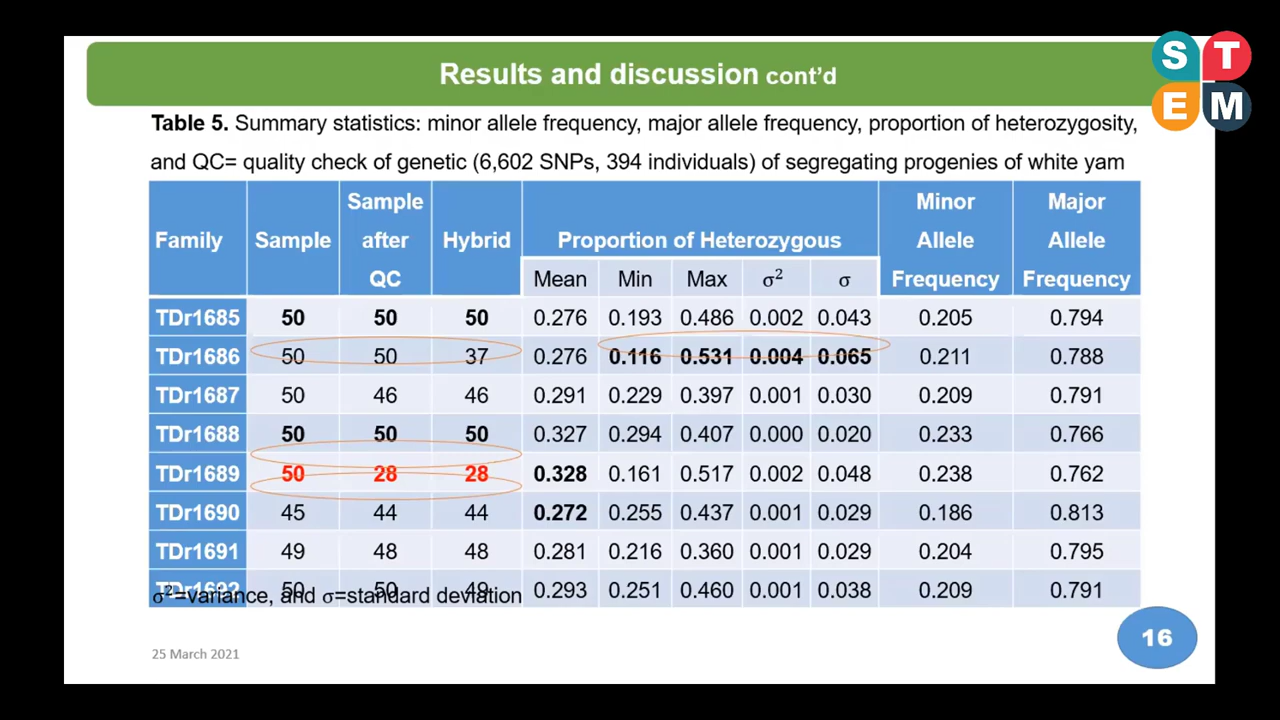 S T
E M
Results and discussion cont'd
Table 5. Summary statistics: minor allele frequency, major allele frequency, proportion of heterozygosity,
and QC= quality check of genetic (6,602 SNPs, 394 individuals) of segregating progenies of white yam
Family Sample Sample after QC Hybrid Proportion of Heterozygous Minor Allele Frequency Major Allele Frequency
Mean Min Max σ² σ
TDr1685 50 50 50 0.276 0.193 0.486 0.002 0.043 0.205 0.794
TDr1686 50 50 37 0.276 0.116 0.531 0.004 0.065 0.211 0.788
TDr1687 50 46 46 0.291 0.229 0.397 0.001 0.030 0.209 0.791
TDr1688 50 50 50 0.327 0.294 0.407 0.000 0.020 0.233 0.766
TDr1689 50 28 28 0.328 0.161 0.517 0.002 0.048 0.238 0.762
TDr1690 45 44 44 0.272 0.255 0.437 0.001 0.029 0.186 0.813
TDr1691 49 48 48 0.281 0.216 0.360 0.001 0.029 0.204 0.795
TDr1692 50 50 49 0.293 0.251 0.460 0.001 0.038 0.209 0.791
σ²=variance, and σ=standard deviation
25 March 2021
16